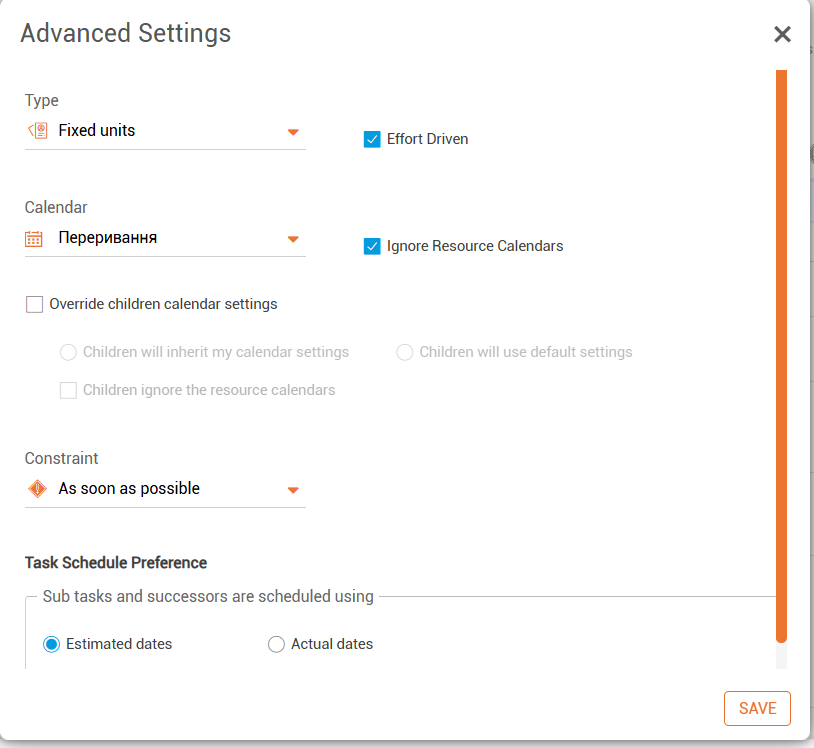 Advanced Settings
Type
Fixed units
Effort Driven
Calendar
Переривання
Ignore Resource Calendars
Override children calendar settings
Children will inherit my calendar settings
Children will use default settings
Children ignore the resource calendars
Constraint
As soon as possible
Task Schedule Preference
Sub tasks and successors are scheduled using
Estimated dates
Actual dates
SAVE